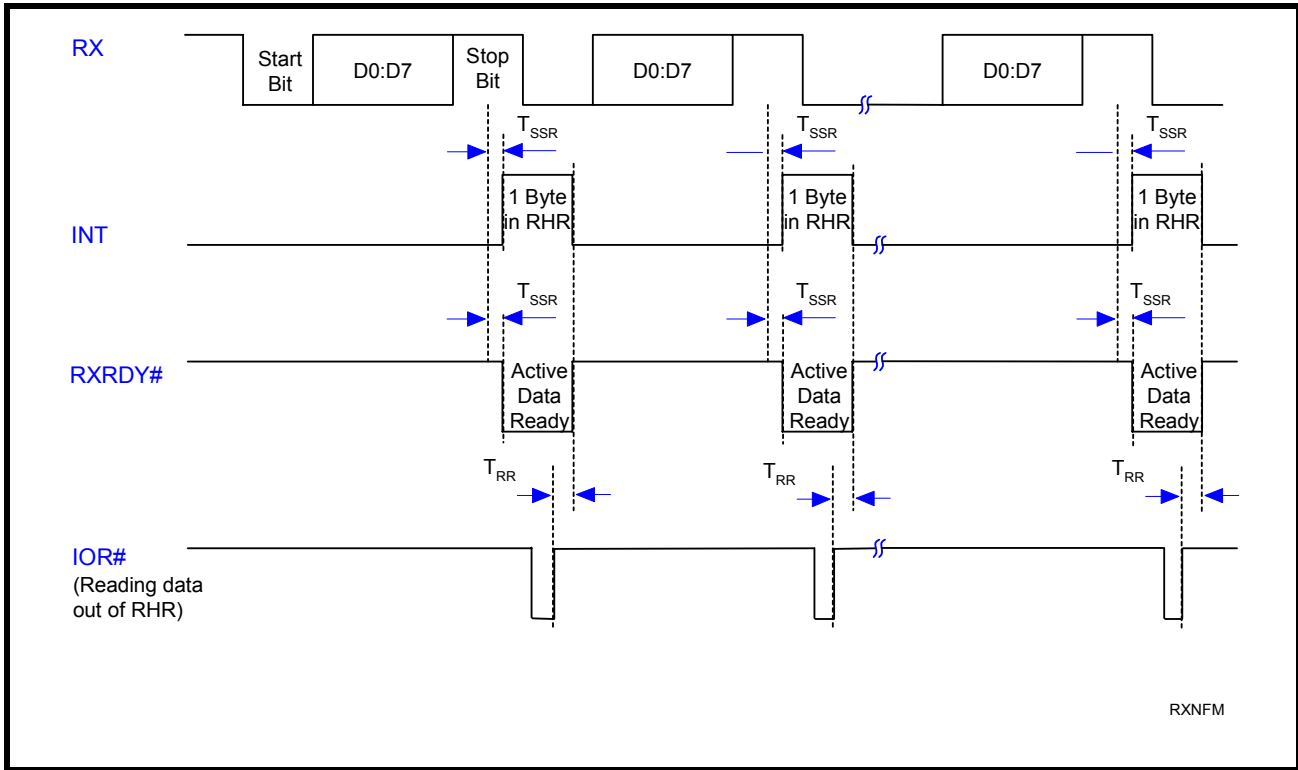 RX
Start
Bit
D0:D7
Stop
Bit
D0:D7
D0:D7
TSSR
TSSR
TSSR
INT
1 Byte
in RHR
1 Byte
in RHR
1 Byte
in RHR
TSSR
TSSR
TSSR
RXRDY#
Active
Data
Ready
Active
Data
Ready
Active
Data
Ready
TRR
TRR
TRR
IOR#
(Reading data
out of RHR)
RXNFM